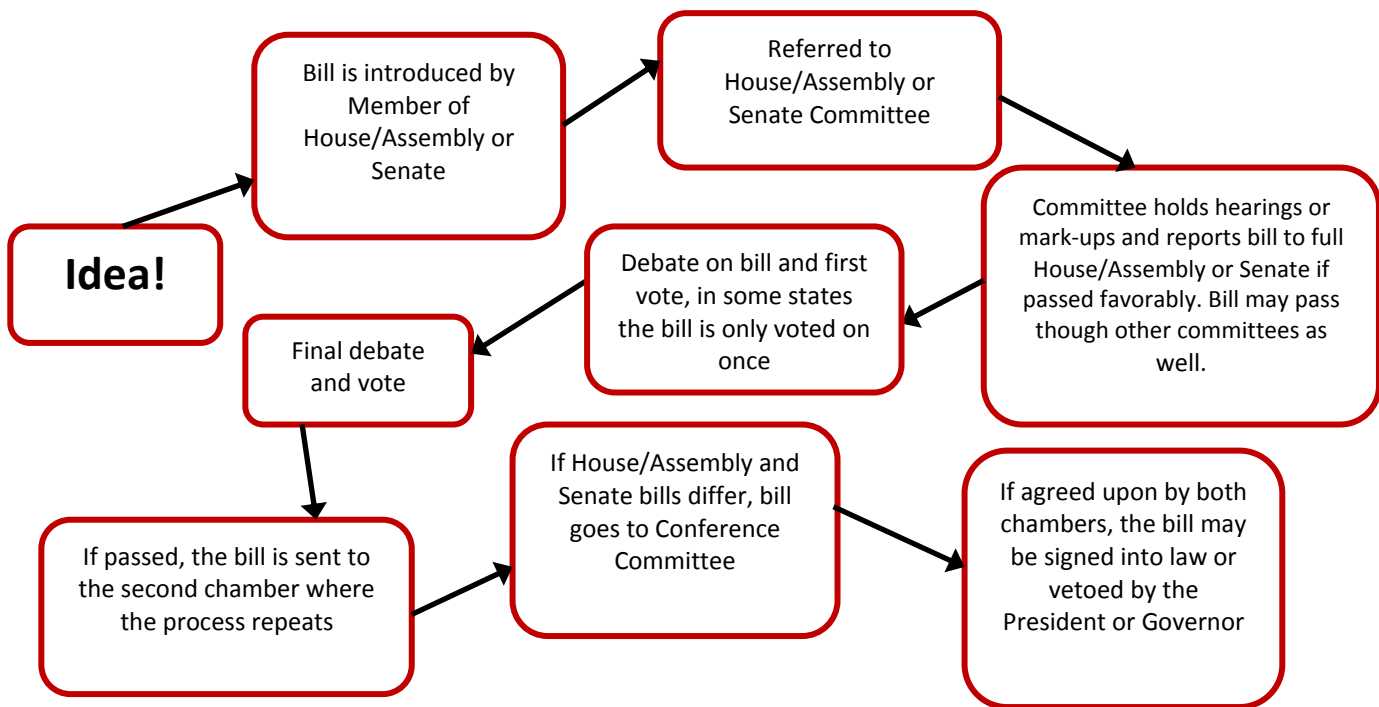 Idea!
Bill is introduced by
Member of
House/Assembly or
Senate
Referred to
House/Assembly or
Senate Committee
Committee holds hearings or
mark-ups and reports bill to full
House/Assembly or Senate if
passed favorably. Bill may pass
though other committees as
well.
Debate on bill and first
vote, in some states
the bill is only voted on
once
Final debate
and vote
If passed, the bill is sent to
the second chamber where
the process repeats
If House/Assembly and
Senate bills differ, bill
goes to Conference
Committee
If agreed upon by both
chambers, the bill may
be signed into law or
vetoed by the
President or Governor